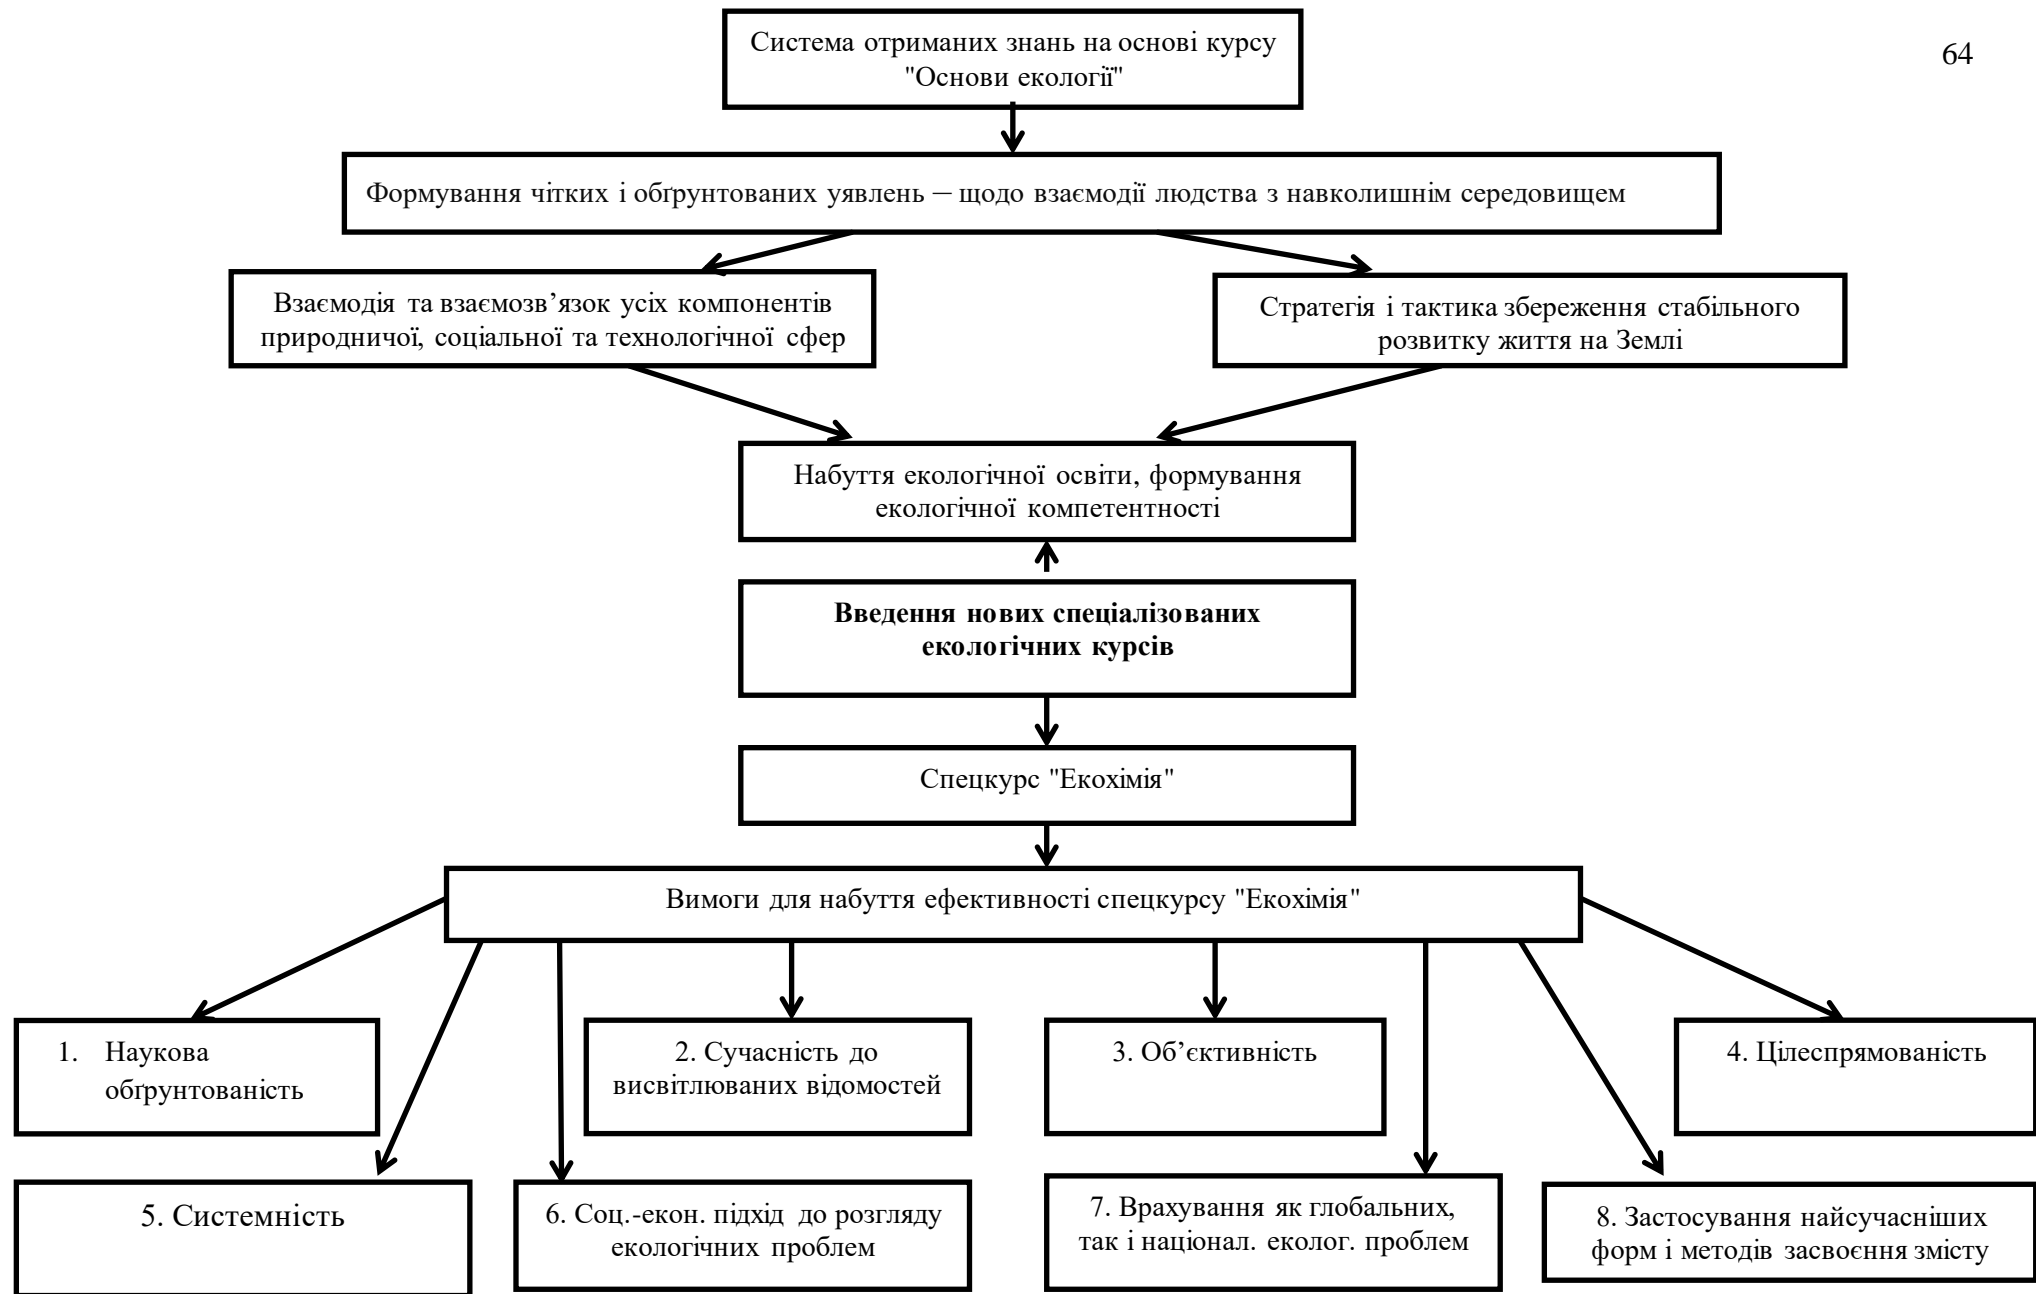 Система отриманих знань на основі курсу
"Основи екології"
64
Формування чітких і обґрунтованих уявлень — щодо взаємодії людства з навколишнім середовищем
Взаємодія та взаємозв’язок усіх компонентів
природничої, соціальної та технологічної сфер
Стратегія і тактика збереження стабільного
розвитку життя на Землі
Набуття екологічної освіти, формування
екологічної компетентності
Введення нових спеціалізованих
екологічних курсів
Спецкурс "Екохімія"
Вимоги для набуття ефективності спецкурсу "Екохімія"
1. Наукова
обґрунтованість
2. Сучасність до
висвітлюваних відомостей
3. Об’єктивність
4. Цілеспрямованість
5. Системність
6. Соц.-екон. підхід до розгляду
екологічних проблем
7. Врахування як глобальних,
так і націонал. еколог. проблем
8. Застосування найсучасніших
форм і методів засвоєння змісту